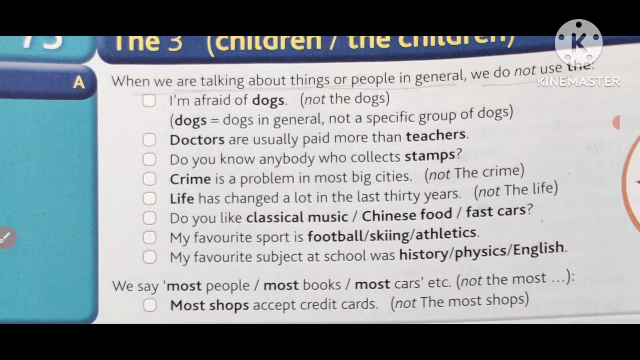 75 The 3 (children / the children)
A
When we are talking about things or people in general, we do not use the:
I'm afraid of dogs. (not the dogs)
(dogs = dogs in general, not a specific group of dogs)
Doctors are usually paid more than teachers.
Do you know anybody who collects stamps?
Crime is a problem in most big cities. (not The crime)
Life has changed a lot in the last thirty years. (not The life)
Do you like classical music / Chinese food / fast cars?
My favourite sport is football/skiing/athletics.
My favourite subject at school was history/physics/English.
We say 'most people / most books / most cars' etc. (not the most ...):
Most shops accept credit cards. (not The most shops)
K
KINEMASTER